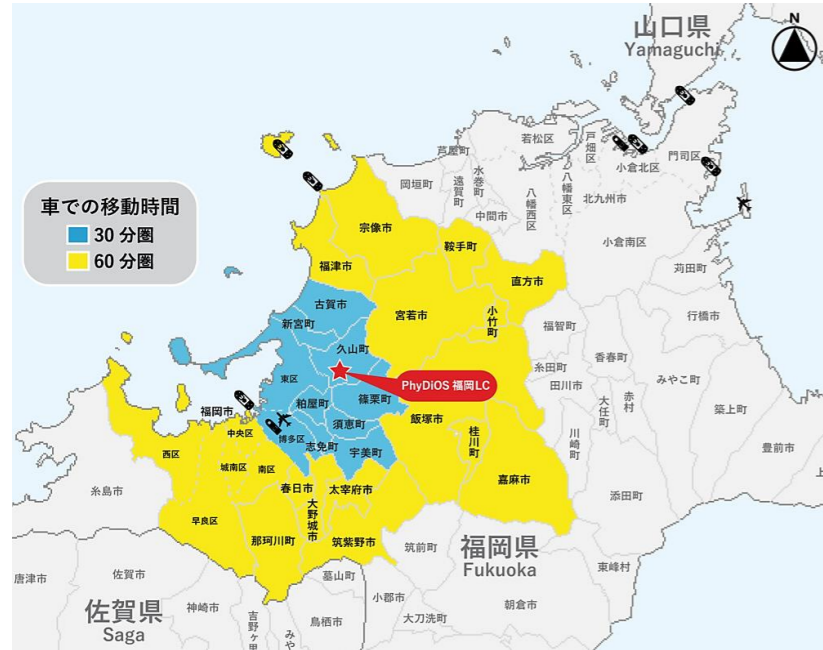 山口県
Yamaguchi
N
車での移動時間
30 分圏
60 分圏
芦屋町
若松区
戸畑区
小倉北区
門司区
岡垣町
遠賀町
水巻町
中間市
八幡西区
八幡東区
北九州市
小倉南区
苅田町
行橋市
宗像市
福津市
鞍手町
直方市
宮若市
小竹町
古賀市
新宮町
久山町
東区
粕屋町
篠栗町
須恵町
志免町
宇美町
博多区
PhyDiOS 福岡LC
福智町
糸田町
田川市
香春町
大任町
赤村
みやこ町
築上町
豊前市
上
川崎町
添田町
東峰村
飯塚市
桂川町
嘉麻市
福岡市
中央区
西区
城南区
南区
早良区
春日市
大野城市
太宰府市
那珂川町
筑紫野市
糸島市
筑前町
福岡県
Fukuoka
朝倉市
唐津市
佐賀市
佐賀県
Saga
神崎市
吉野ヶ里
みや
基山町
鳥栖市
小郡市
大刀洗町